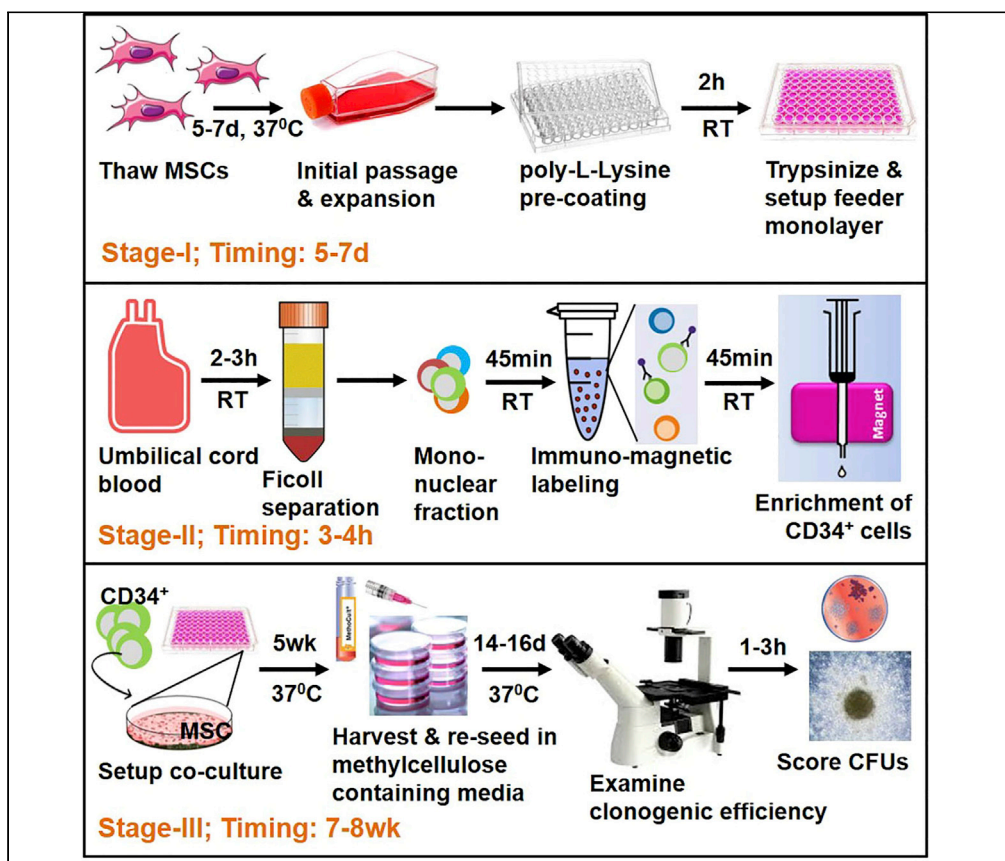 Thaw MSCs
5-7d, 37⁰C
Initial passage
& expansion
poly-L-Lysine
pre-coating
2h
RT
Trypsinize &
setup feeder
monolayer
Stage-I; Timing: 5-7d
Umbilical cord
blood
2-3h
RT
Ficoll
separation
Mono-
nuclear
fraction
45min
RT
Immuno-magnetic
labeling
45min
RT
Magnet
Enrichment of
CD34⁺ cells
Stage-II; Timing: 3-4h
CD34⁺
MSC
Setup co-culture
5wk
37⁰C
MethoCult
Harvest & re-seed in
methylcellulose
containing media
14-16d
37⁰C
Examine
clonogenic efficiency
1-3h
Score CFUs
Stage-III; Timing: 7-8wk